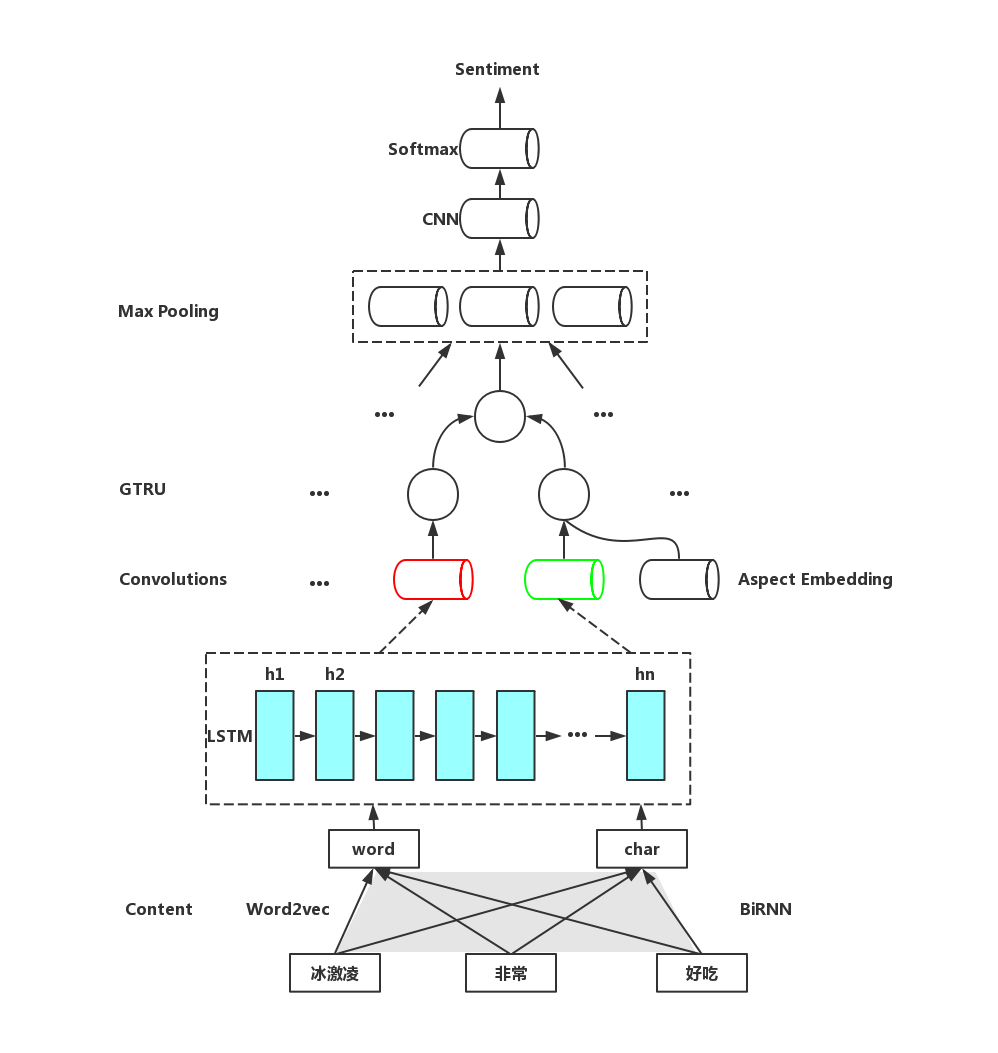 Sentiment
Softmax
CNN
Max Pooling
•••
•••
GTRU
•••
•••
Convolutions
•••
Aspect Embedding
h1
h2
hn
LSTM
•••
word
char
Content
Word2vec
BiRNN
冰激凌
非常
好吃